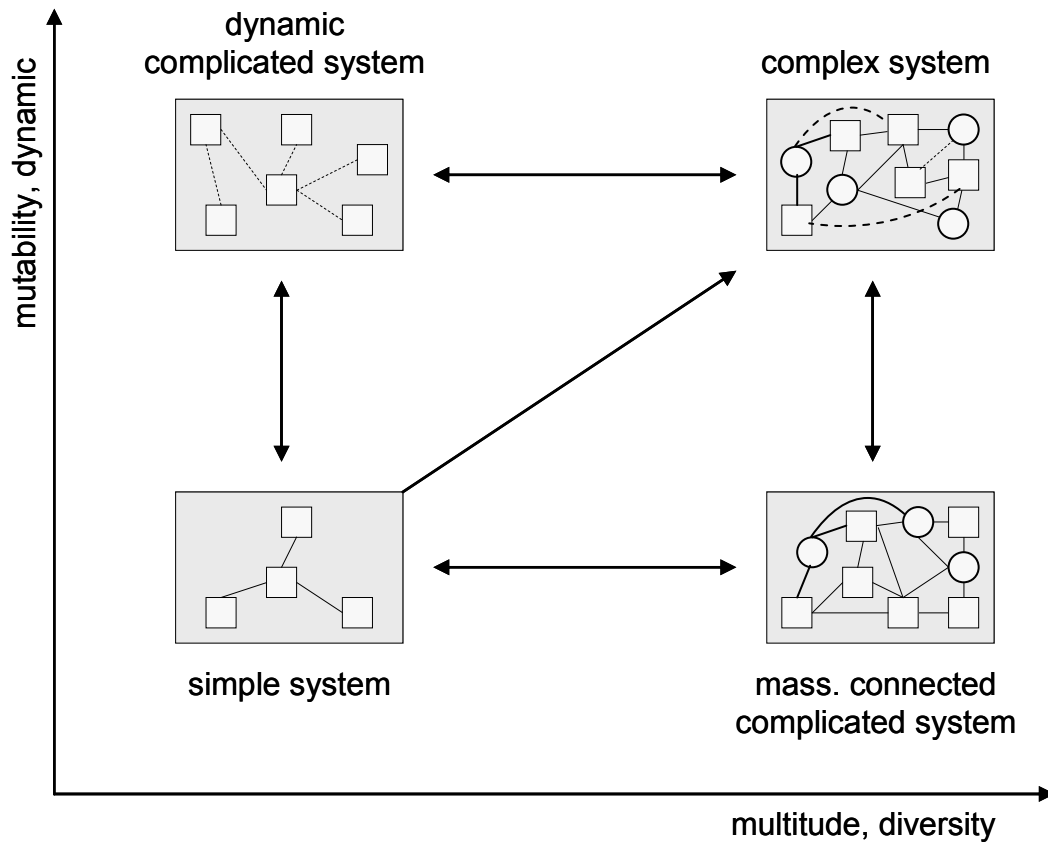 dynamic
complicated system
complex system
mutability, dynamic
simple system
mass. connected
complicated system
multitude, diversity